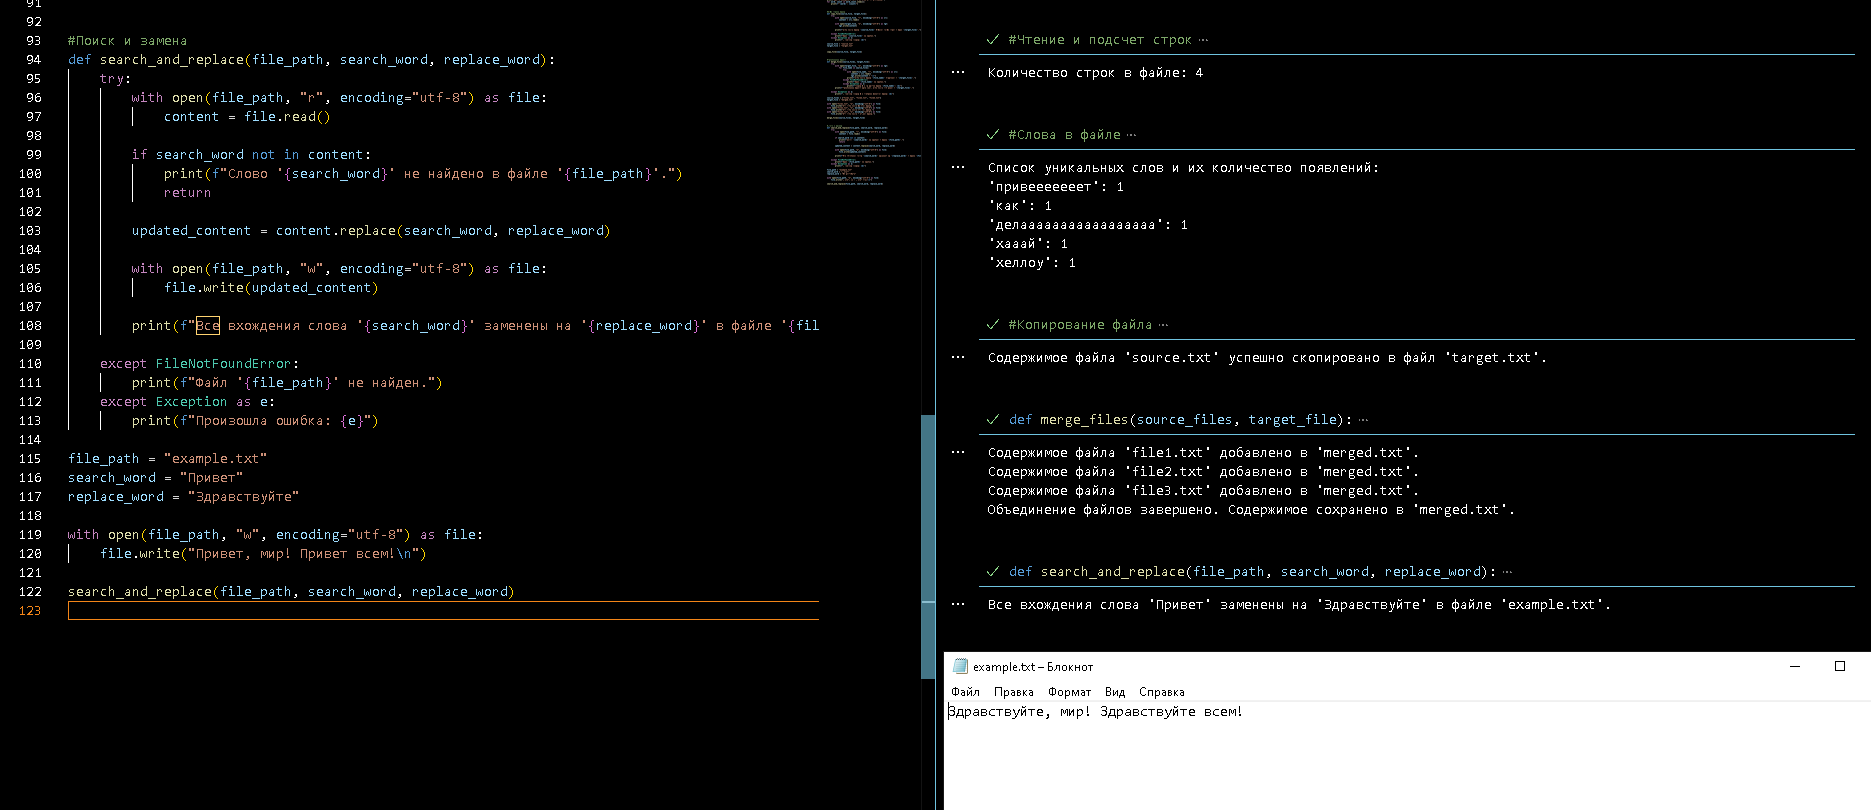 91
92
93 #Поиск и замена
94 def search_and_replace(file_path, search_word, replace_word):
95 try:
96 with open(file_path, "r", encoding="utf-8") as file:
97 content = file.read()
98
99 if search_word not in content:
100 print(f"Слово '{search_word}' не найдено в файле '{file_path}'.")
101 return
102
103 updated_content = content.replace(search_word, replace_word)
104
105 with open(file_path, "w", encoding="utf-8") as file:
106 file.write(updated_content)
107
108 print(f"Все вхождения слова '{search_word}' заменены на '{replace_word}' в файле '{fil
109
110 except FileNotFoundError:
111 print(f"Файл '{file_path}' не найден.")
112 except Exception as e:
113 print(f"Произошла ошибка: {e}")
114
115 file_path = "example.txt"
116 search_word = "Привет"
117 replace_word = "Здравствуйте"
118
119 with open(file_path, "w", encoding="utf-8") as file:
120 file.write("Привет, мир! Привет всем!\n")
121
122 search_and_replace(file_path, search_word, replace_word)
123
✓ #Чтение и подсчет строк ···
··· Количество строк в файле: 4
✓ #Слова в файле ···
··· Список уникальных слов и их количество появлений:
'привеееееееет': 1
'как': 1
'делааааааааааааааааа': 1
'хааай': 1
'хеллоу': 1
✓ #Копирование файла ···
··· Содержимое файла 'source.txt' успешно скопировано в файл 'target.txt'.
✓ def merge_files(source_files, target_file): ···
··· Содержимое файла 'file1.txt' добавлено в 'merged.txt'.
Содержимое файла 'file2.txt' добавлено в 'merged.txt'.
Содержимое файла 'file3.txt' добавлено в 'merged.txt'.
Объединение файлов завершено. Содержимое сохранено в 'merged.txt'.
✓ def search_and_replace(file_path, search_word, replace_word): ···
··· Все вхождения слова 'Привет' заменены на 'Здравствуйте' в файле 'example.txt'.
example.txt – Блокнот
Файл Правка Формат Вид Справка
Здравствуйте, мир! Здравствуйте всем!